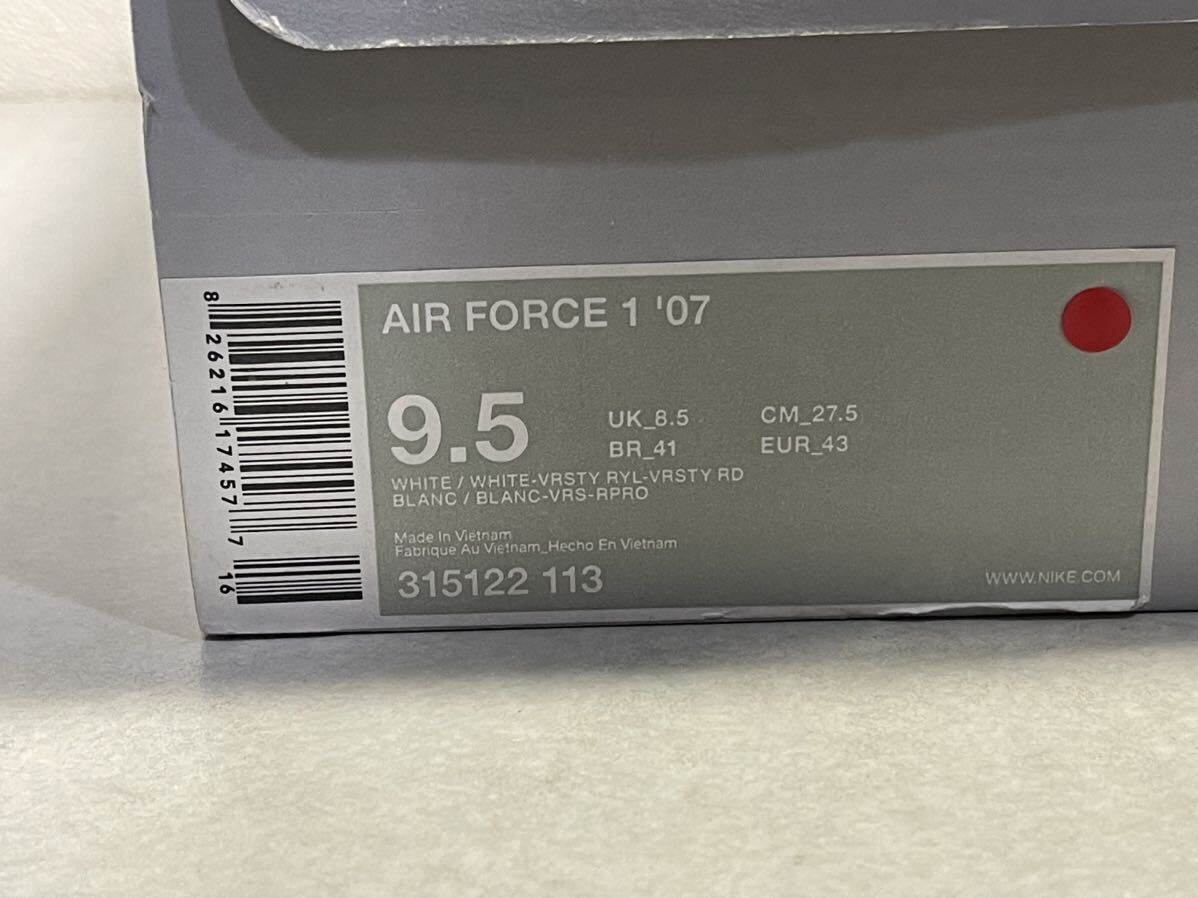 AIR FORCE 1 '07
9.5
UK_8.5 CM_27.5
BR_41 EUR_43
WHITE / WHITE-VRSTY RYL-VRSTY RD
BLANC / BLANC-VRS-RPRO
Made In Vietnam
Fabrique Au Vietnam_Hecho En Vietnam
315122 113
WWW.NIKE.COM
8 26216 17457 7 16